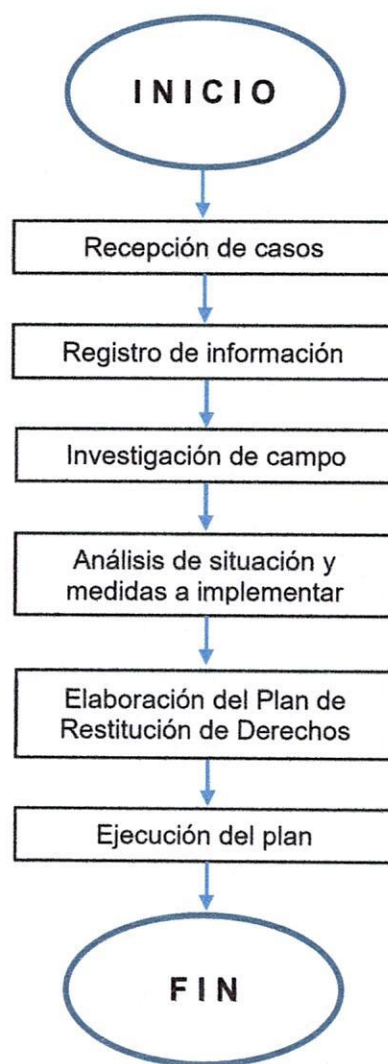 INICIO
Recepción de casos
Registro de información
Investigación de campo
Análisis de situación y
medidas a implementar
Elaboración del Plan de
Restitución de Derechos
Ejecución del plan
FIN